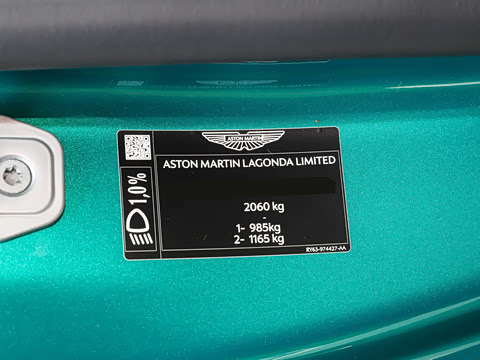 ASTON MARTIN
ASTON MARTIN LAGONDA LIMITED
1,0%
2060 kg
-
1- 985kg
2- 1165 kg
RY63-974427-AA